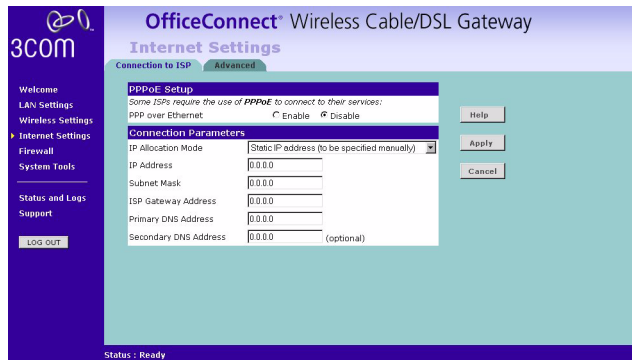 3COM
OfficeConnect® Wireless Cable/DSL Gateway
Internet Settings
Connection to ISP Advanced
Welcome
LAN Settings
Wireless Settings
Internet Settings
Firewall
System Tools
Status and Logs
Support
LOG OUT
PPPoE Setup
Some ISPs require the use of PPPoE to connect to their services:
PPP over Ethernet Enable Disable
Connection Parameters
IP Allocation Mode Static IP address (to be specified manually)
IP Address 0.0.0.0
Subnet Mask 0.0.0.0
ISP Gateway Address 0.0.0.0
Primary DNS Address 0.0.0.0
Secondary DNS Address 0.0.0.0 (optional)
Help
Apply
Cancel
Status : Ready